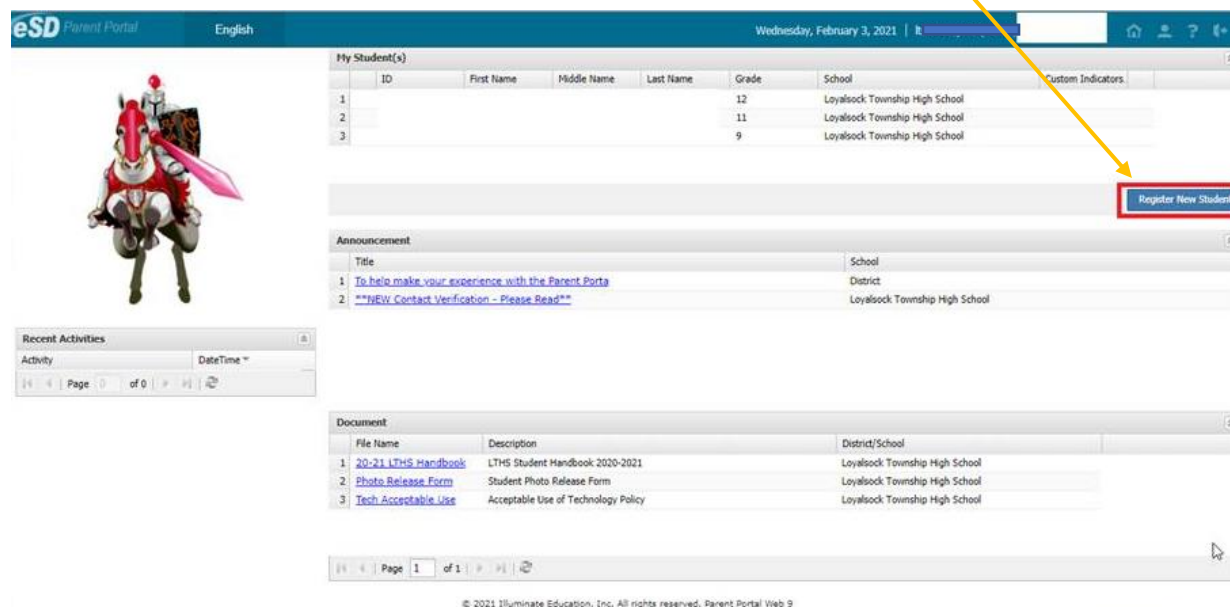 eSD Parent Portal English Wednesday, February 3, 2021 | lt
My Student(s)
ID First Name Middle Name Last Name Grade School Custom Indicators
1 12 Loyalsock Township High School
2 11 Loyalsock Township High School
3 9 Loyalsock Township High School
Register New Student
Announcement
Title School
1 To help make your experience with the Parent Porta District
2 **NEW Contact Verification - Please Read** Loyalsock Township High School
Recent Activities
Activity DateTime
Page 0 of 0
Document
File Name Description District/School
1 20-21 LTHS Handbook LTHS Student Handbook 2020-2021 Loyalsock Township High School
2 Photo Release Form Student Photo Release Form Loyalsock Township High School
3 Tech Acceptable Use Acceptable Use of Technology Policy Loyalsock Township High School
Page 1 of 1
© 2021 Illuminate Education, Inc. All rights reserved. Parent Portal Web 9